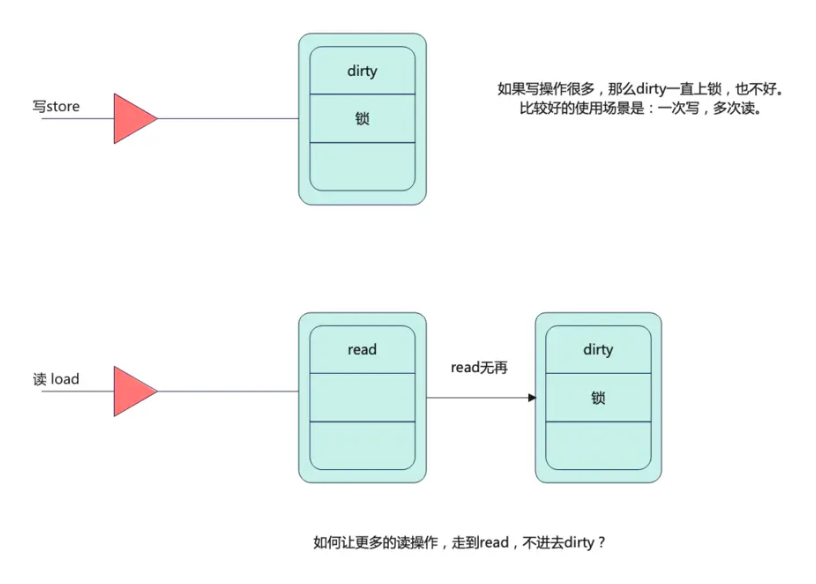 dirty
如果写操作很多，那么dirty一直上锁，也不好。
写store
锁
比较好的使用场景是：一次写，多次读。
read
dirty
read无再
读 load
锁
如何让更多的读操作，走到read，不进去dirty？